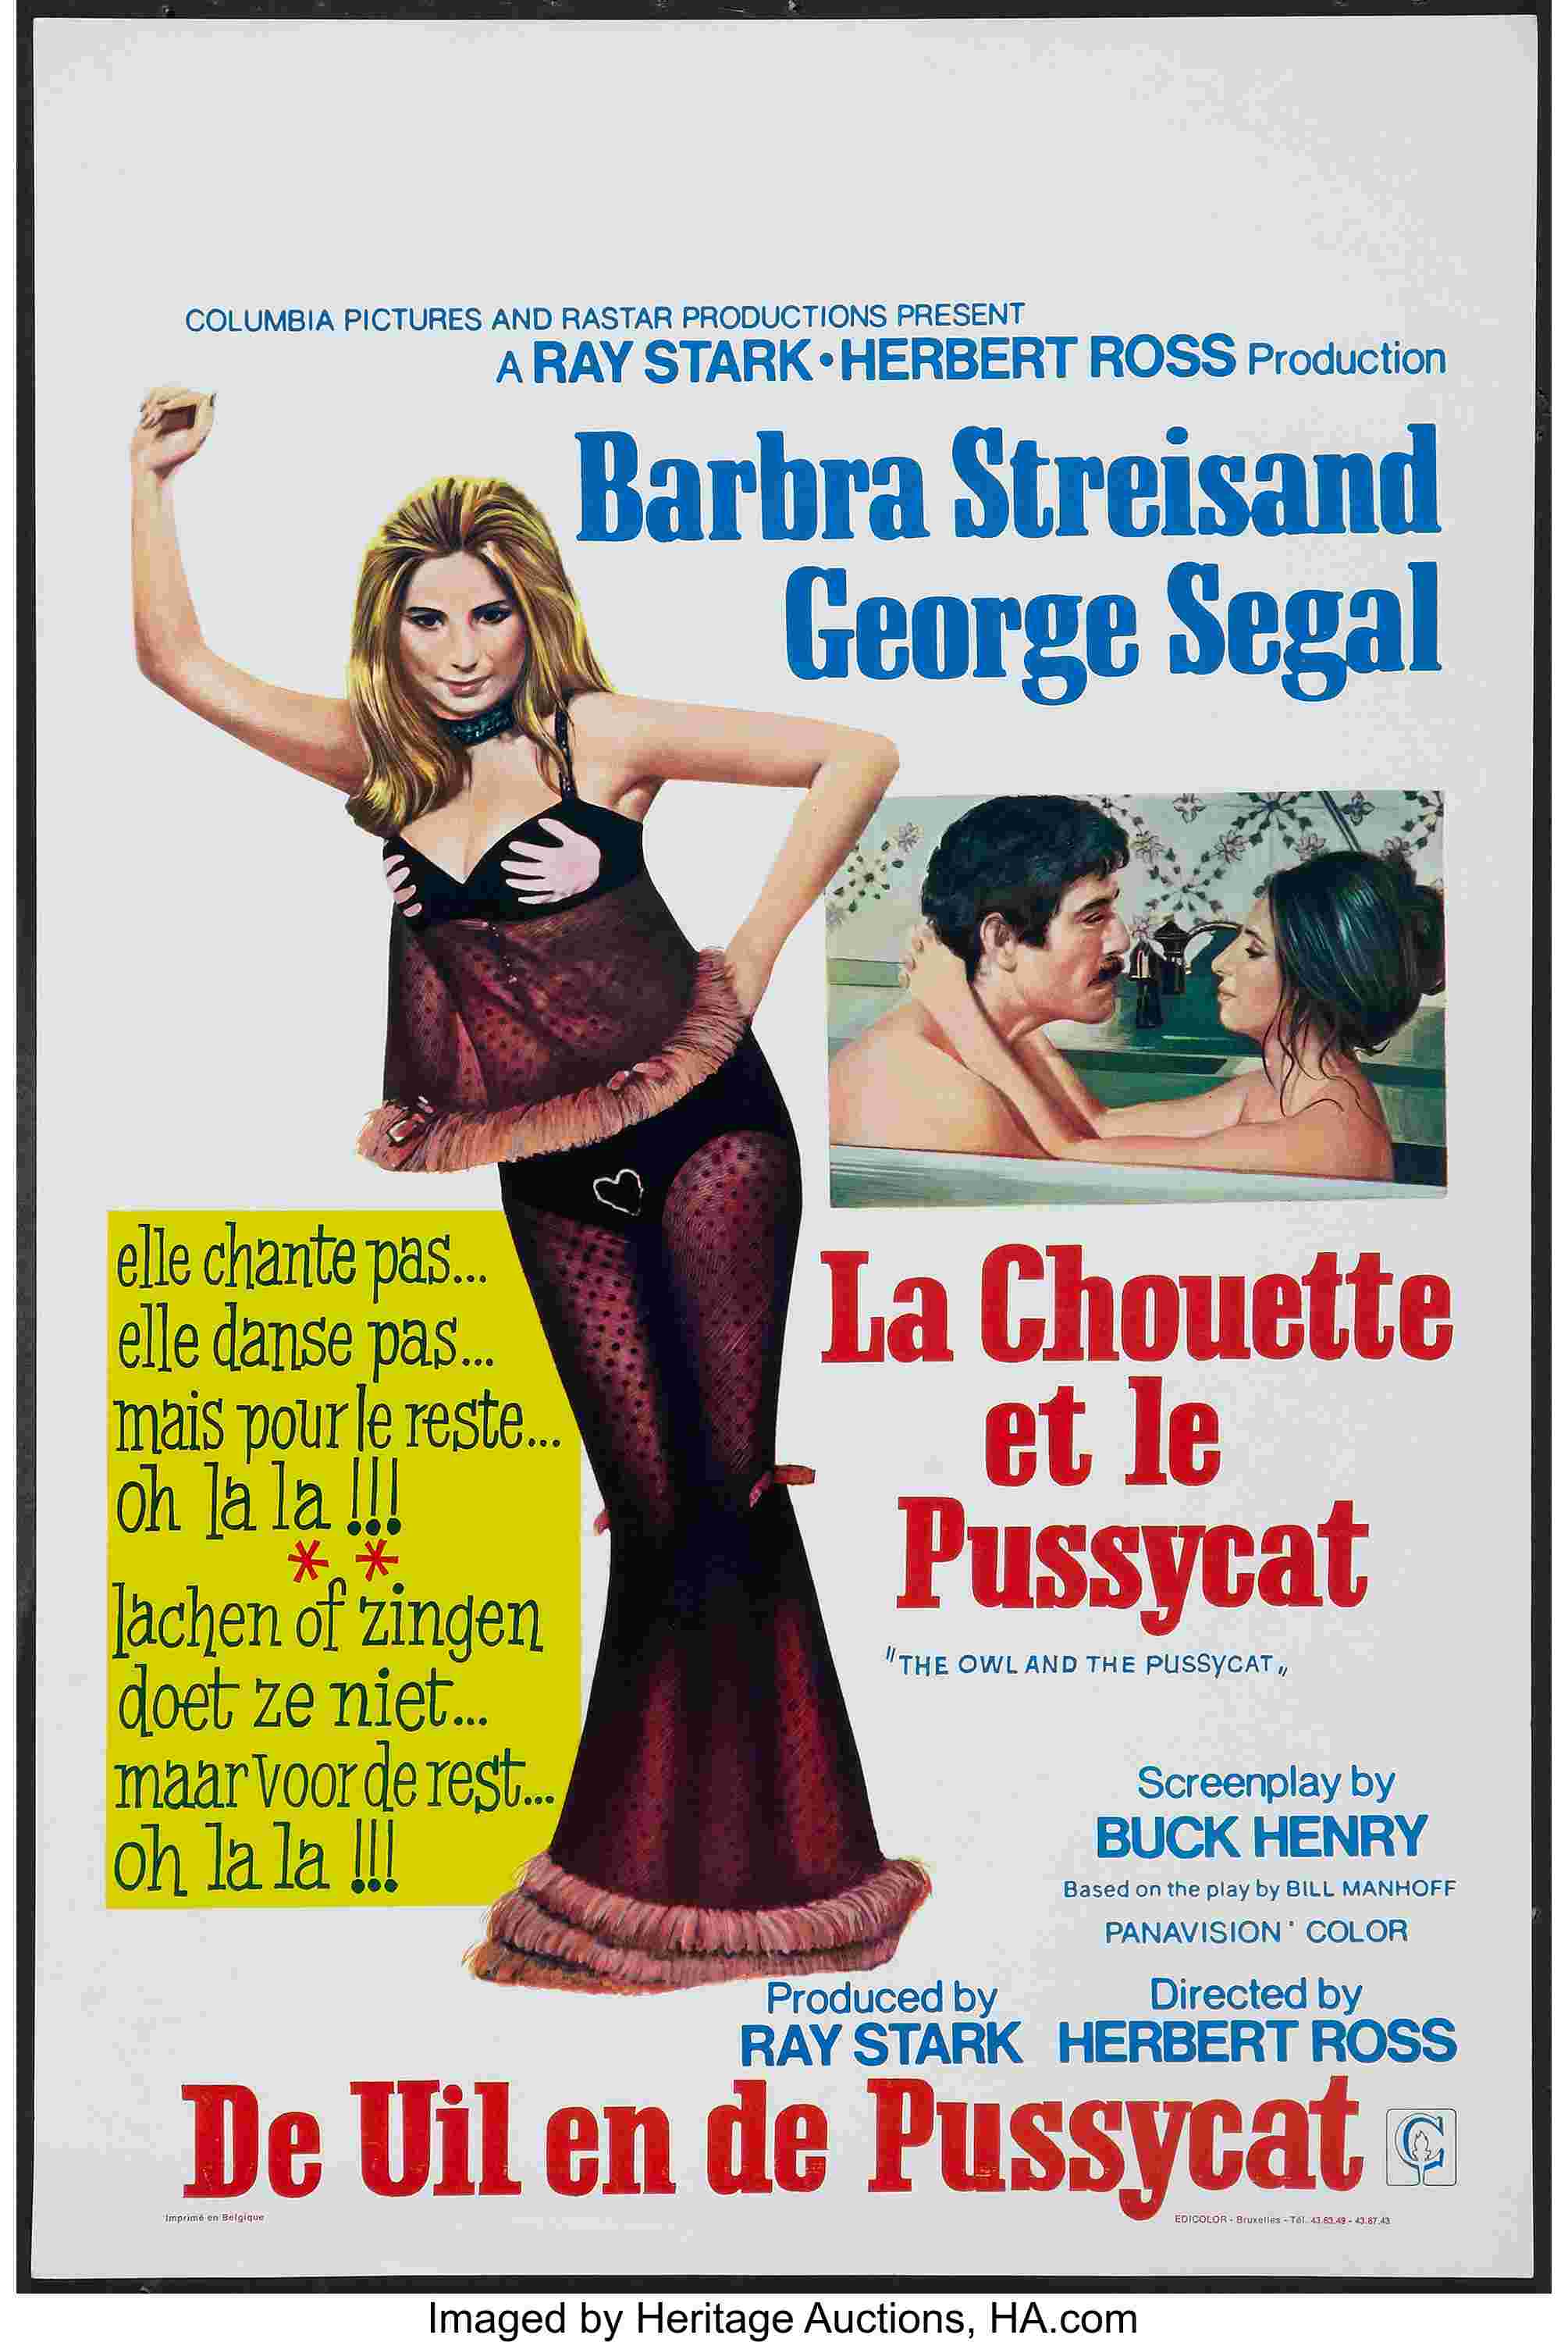 COLUMBIA PICTURES AND RASTAR PRODUCTIONS PRESENT
A RAY STARK•HERBERT ROSS Production
Barbra Streisand
George Segal
elle chante pas...
elle danse pas...
mais pour le reste...
oh la la !!!
* *
lachen of zingen
doet ze niet...
maar voor de rest...
oh la la !!!
La Chouette
et le
Pussycat
"THE OWL AND THE PUSSYCAT„
Screenplay by
BUCK HENRY
Based on the play by BILL MANHOFF
PANAVISION® COLOR
Produced by
RAY STARK
Directed by
HERBERT ROSS
De Uil en de Pussycat
C
Imprimé en Belgique
EDICOLOR - Bruxelles - Tél. 43.63.49 - 43.87.43
Imaged by Heritage Auctions, HA.com